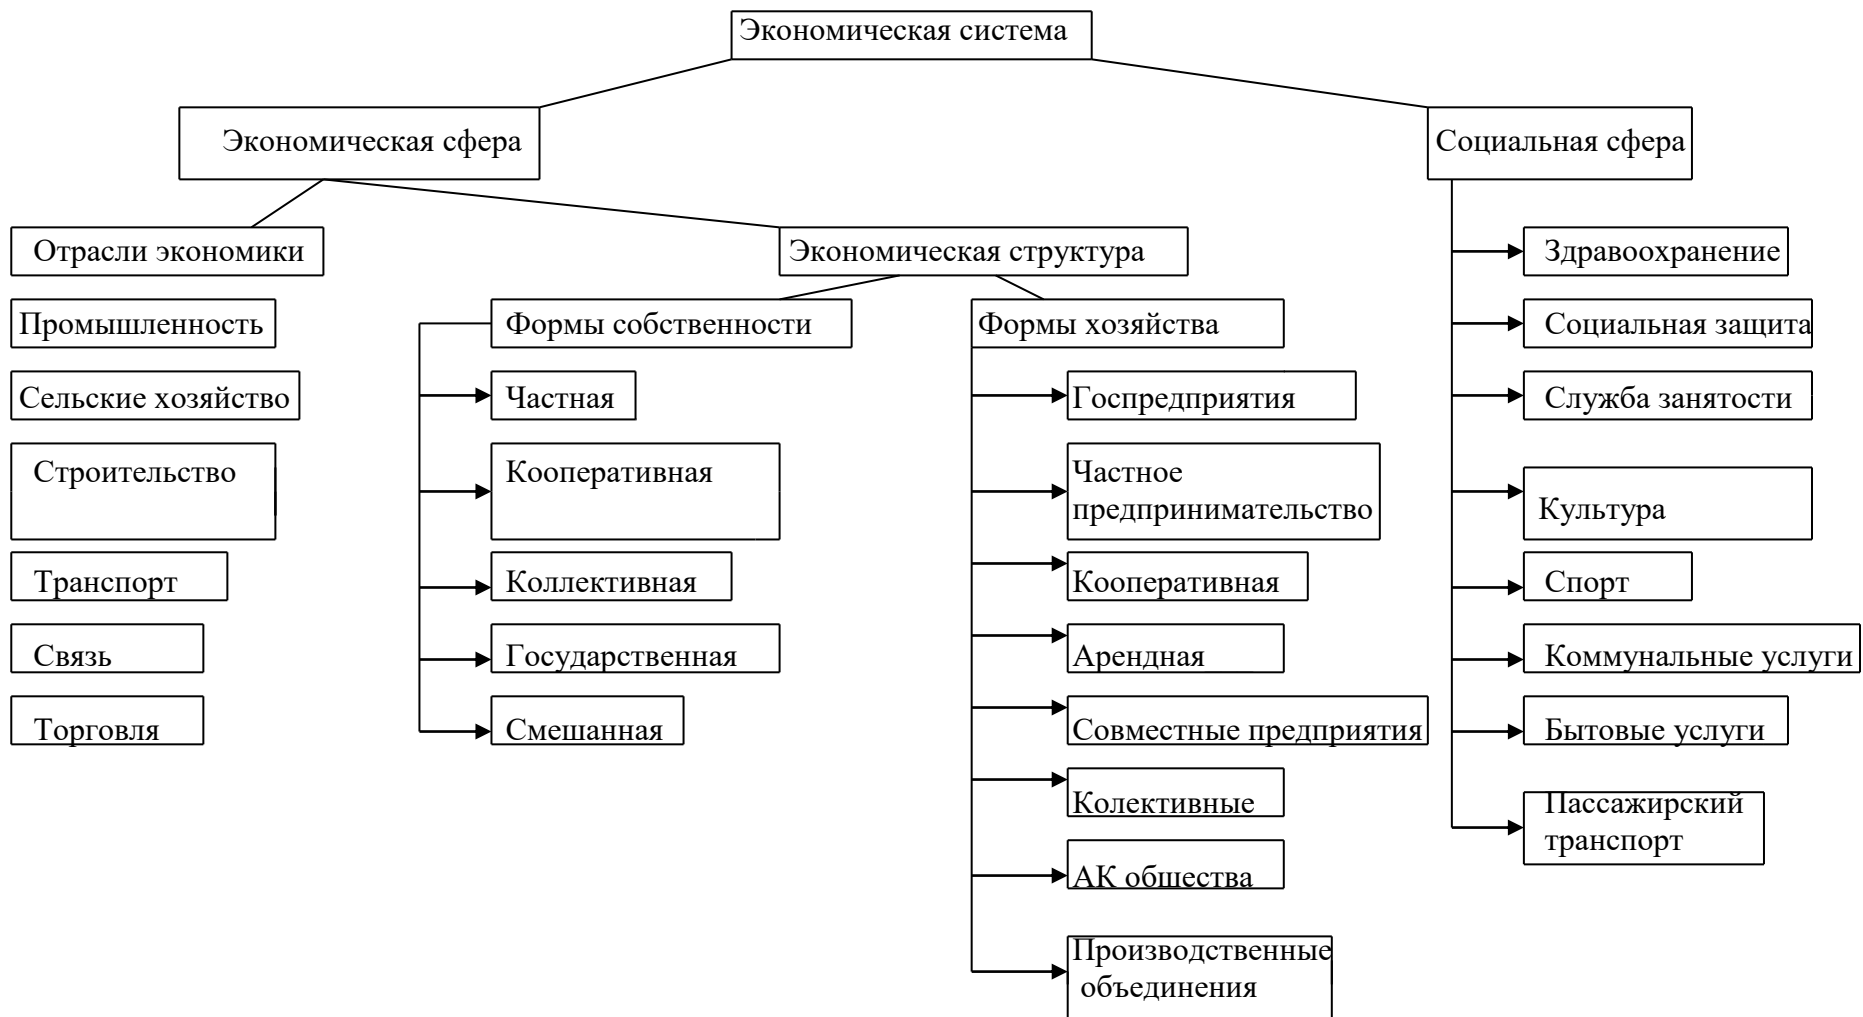 Экономическая система
Экономическая сфера
Социальная сфера
Отрасли экономики
Экономическая структура
Здравоохранение
Промышленность
Формы собственности
Формы хозяйства
Социальная защита
Сельские хозяйство
Частная
Госпредприятия
Служба занятости
Строительство
Кооперативная
Частное
предпринимательство
Культура
Транспорт
Коллективная
Кооперативная
Спорт
Связь
Государственная
Арендная
Коммунальные услуги
Торговля
Смешанная
Совместные предприятия
Бытовые услуги
Колективные
Пассажирский
транспорт
АК обшества
Производственные
объединения